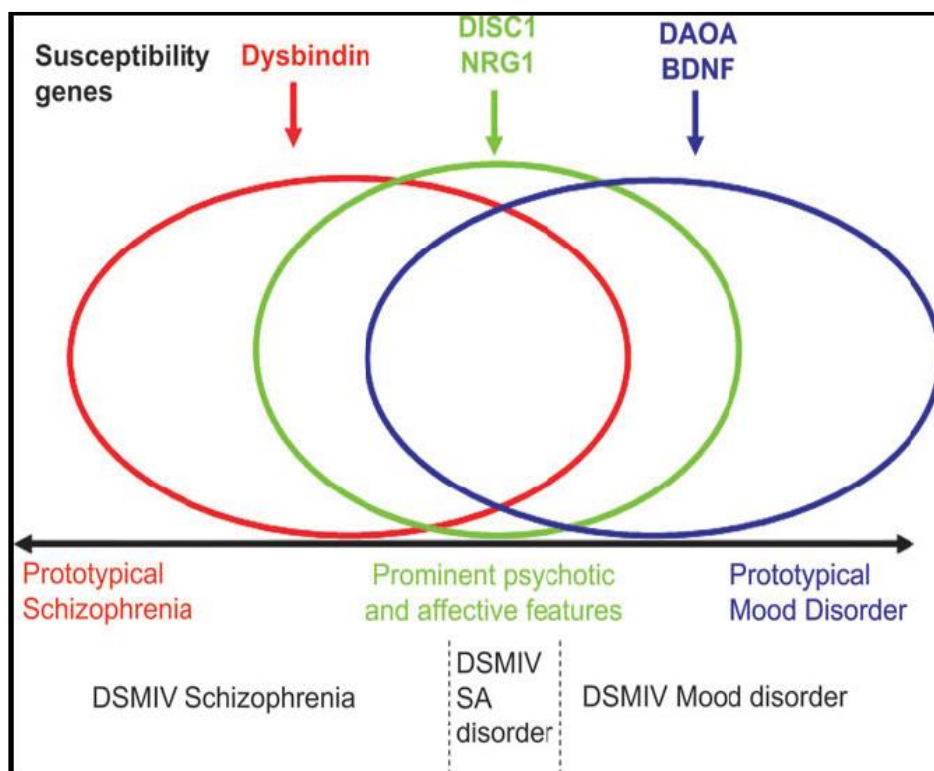 Susceptibility
genes
Dysbindin
DISC1
NRG1
DAOA
BDNF
Prototypical
Schizophrenia
Prominent psychotic
and affective features
Prototypical
Mood Disorder
DSMIV Schizophrenia
DSMIV
SA
disorder
DSMIV Mood disorder